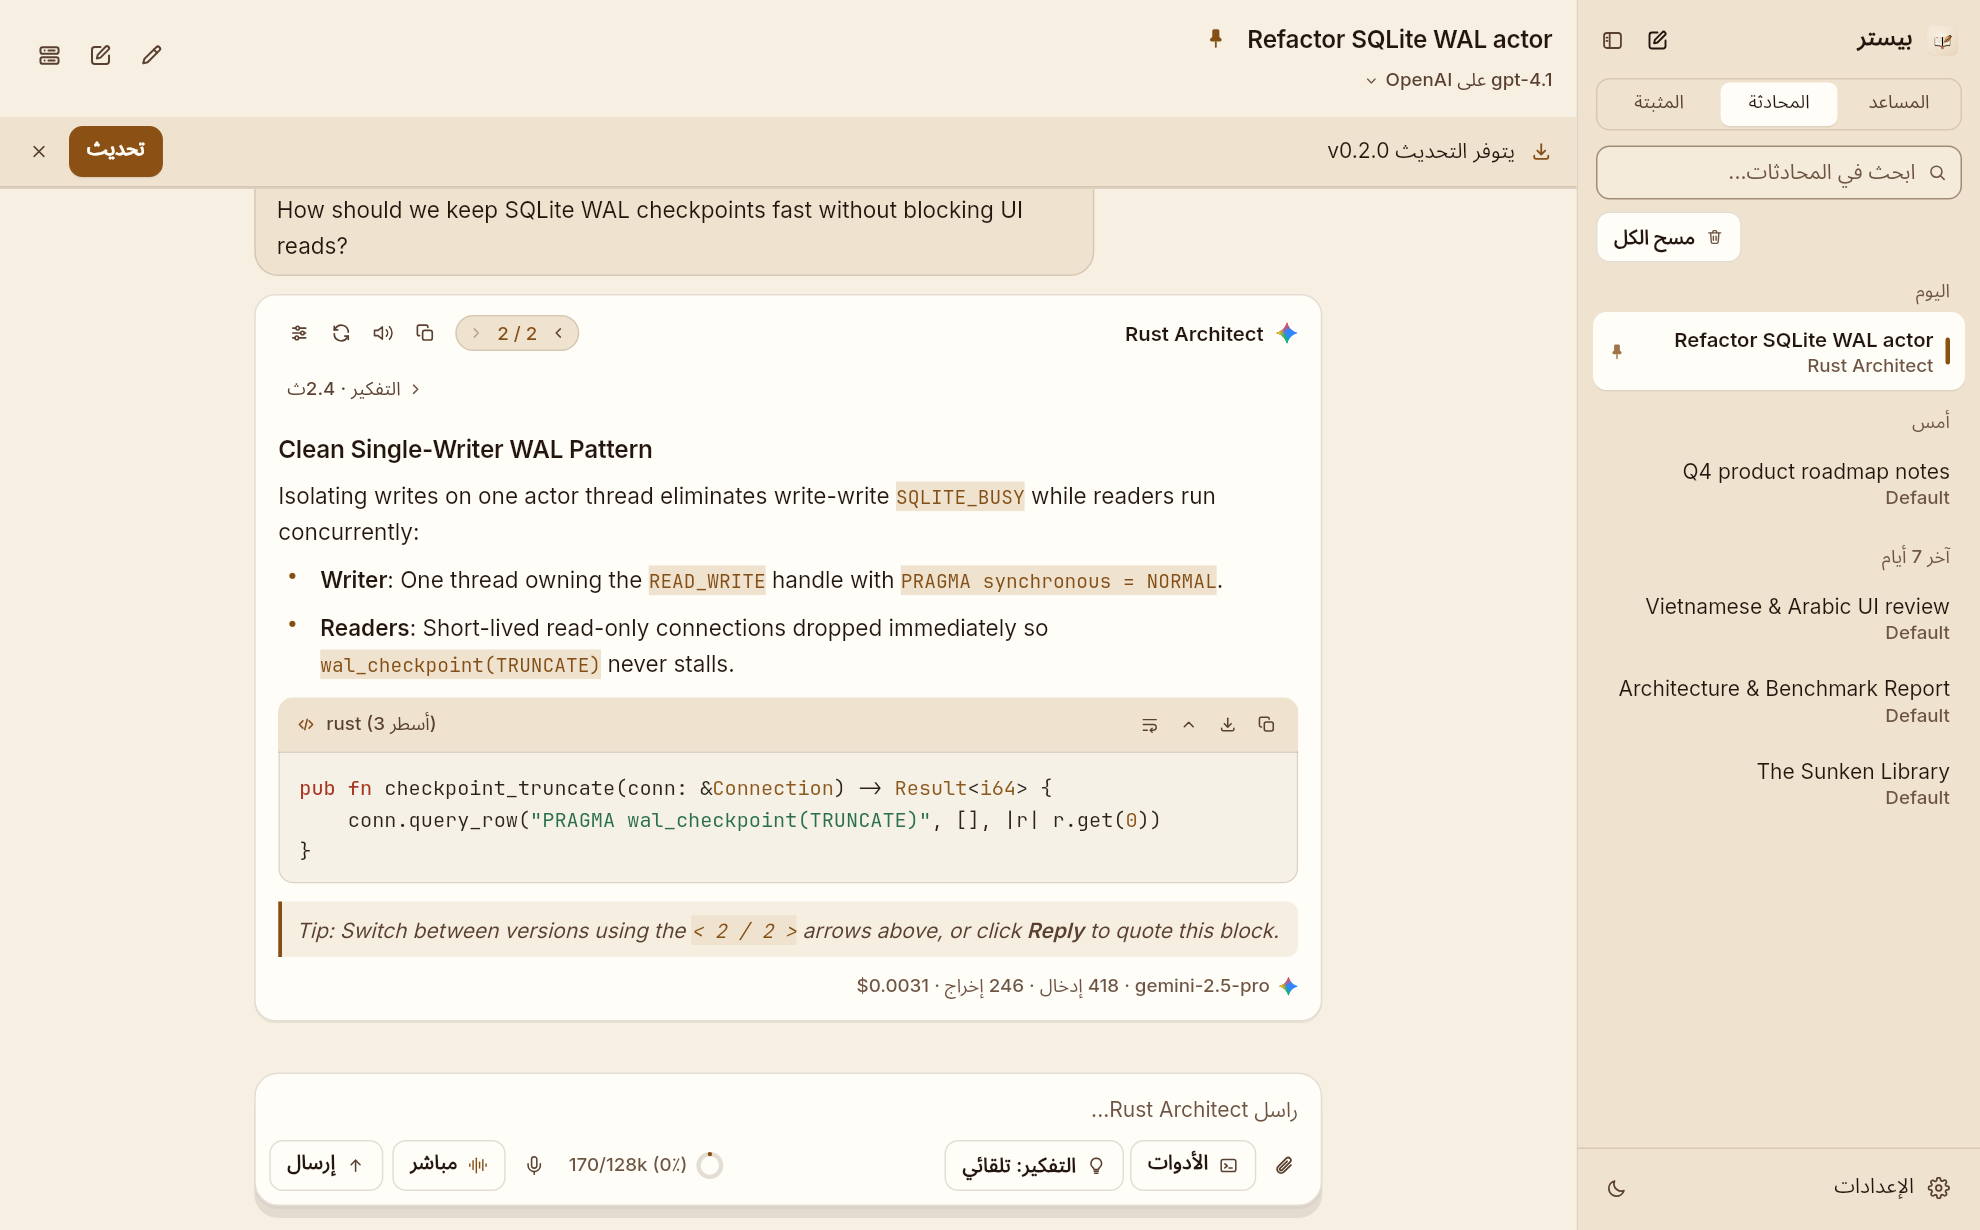 بيستر
المساعد
المحادثة
المثبتة
ابحث في المحادثات...
مسح الكل
اليوم
Refactor SQLite WAL actor
Rust Architect
أمس
Q4 product roadmap notes
Default
آخر 7 أيام
Vietnamese & Arabic UI review
Default
Architecture & Benchmark Report
Default
The Sunken Library
Default
الإعدادات
Refactor SQLite WAL actor
gpt-4.1 على OpenAI
يتوفر التحديث v0.2.0
تحديث
How should we keep SQLite WAL checkpoints fast without blocking UI
reads?
Rust Architect
2 / 2
التفكير · 2.4ث
Clean Single-Writer WAL Pattern
Isolating writes on one actor thread eliminates write-write SQLITE_BUSY while readers run
concurrently:
• Writer: One thread owning the READ_WRITE handle with PRAGMA synchronous = NORMAL.
• Readers: Short-lived read-only connections dropped immediately so
wal_checkpoint(TRUNCATE) never stalls.
rust (3 أسطر)
pub fn checkpoint_truncate(conn: &Connection) -> Result<i64> {
    conn.query_row("PRAGMA wal_checkpoint(TRUNCATE)", [], |r| r.get(0))
}
Tip: Switch between versions using the < 2 / 2 > arrows above, or click Reply to quote this block.
gemini-2.5-pro · 418 إدخال · 246 إخراج · $0.0031
راسل Rust Architect...
الأدوات
التفكير: تلقائي
170/128k (0٪)
مباشر
إرسال